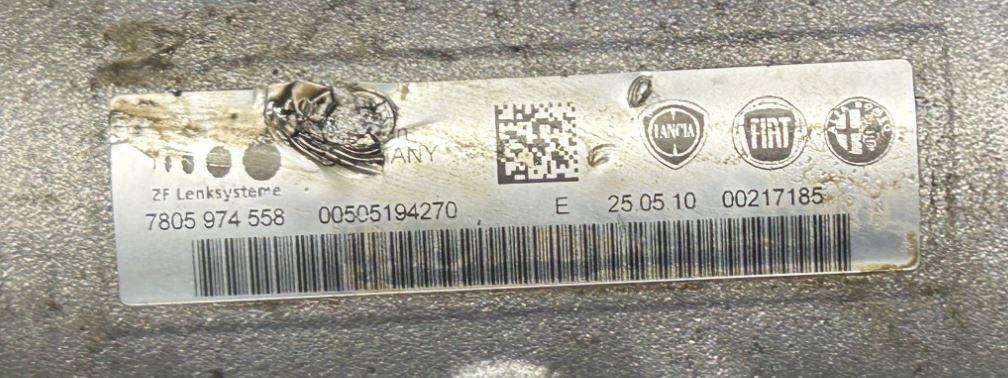 ANY
LANCIA FIAT
ZF Lenksysteme
7805 974 558 00505194270 E 25.05.10 00217185